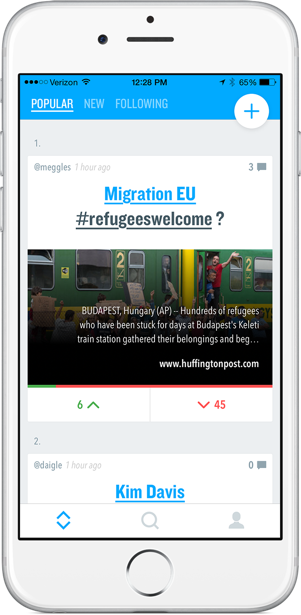 Verizon 12:28 PM 65%
POPULAR NEW FOLLOWING
+
1.
@meggles 1 hour ago 3
Migration EU
#refugeeswelcome ?
2 2
BUDAPEST, Hungary (AP) -- Hundreds of refugees
who have been stuck for days at Budapest's Keleti
train station gathered their belongings and beg...
www.huffingtonpost.com
6 45
2.
@daigle 1 hour ago 0
Kim Davis